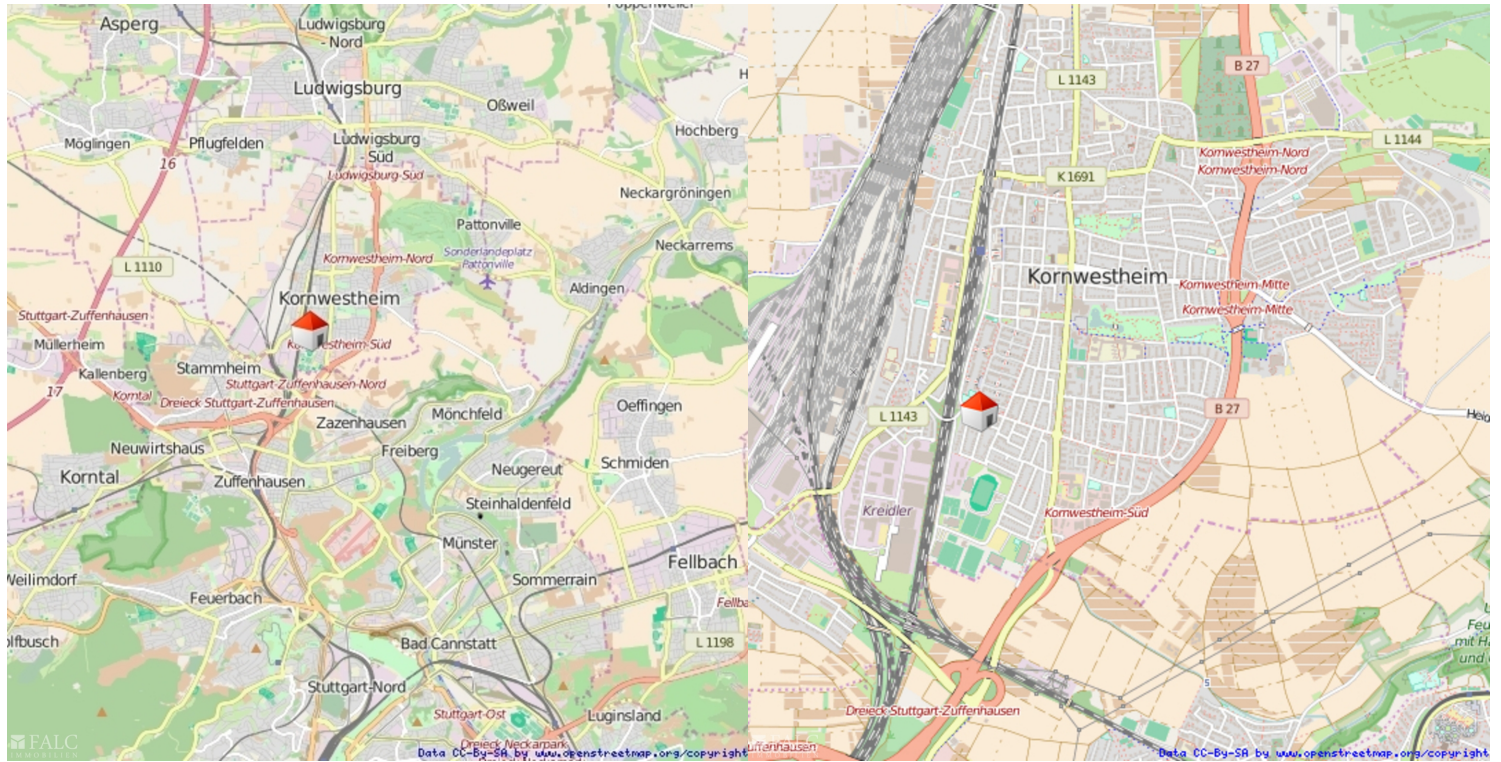 Asperg
Ludwigsburg
- Nord
Ludwigsburg
Oßweil
Möglingen
Pflugfelden
Ludwigsburg
- Süd
Hochberg
16
Ludwigsburg-Süd
Neckargröningen
Pattonville
Sonderlandeplatz
Pattonville
Neckarrems
L 1110
Kornwestheim-Nord
Aldingen
Kornwestheim
Stuttgart-Zuffenhausen
Müllerheim
Stammheim
Kallenberg
Stuttgart-Zuffenhausen-Nord
17
Korntal
Dreieck Stuttgart-Zuffenhausen
Mönchfeld
Oeffingen
Zazenhausen
Neuwirtshaus
Freiberg
Korntal
Zuffenhausen
Neugereut
Schmiden
Steinhaldenfeld
Münster
Fellbach
Weilimdorf
Sommerrain
Feuerbach
Bad Cannstatt
L 1198
Stuttgart-Nord
Stuttgart-Ost
Luginsland
Dreieck Neckarpark
FALC
IMMOBILIEN
Data CC-By-SA by www.openstreetmap.org/copyright
B 27
L 1143
L 1144
Kornwestheim-Nord
Kornwestheim-Nord
K 1691
Kornwestheim
Kornwestheim-Mitte
Kornwestheim-Mitte
L 1143
B 27
Kreidler
Kornwestheim-Süd
5
Dreieck Stuttgart-Zuffenhausen
Data CC-By-SA by www.openstreetmap.org/copyright